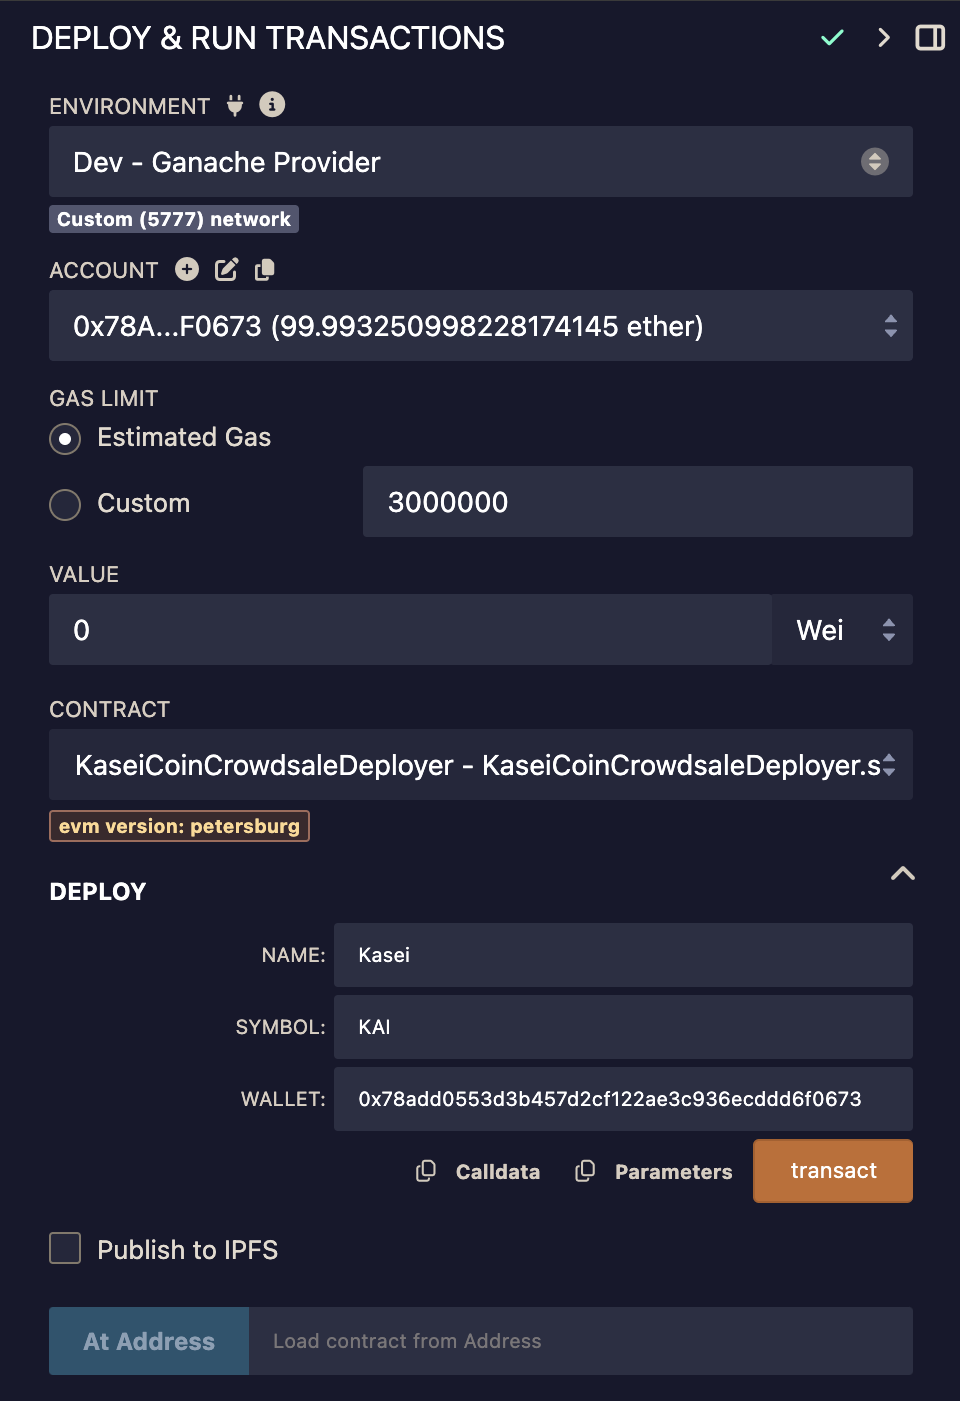 DEPLOY & RUN TRANSACTIONS
ENVIRONMENT
Dev - Ganache Provider
Custom (5777) network
ACCOUNT
0x78A...F0673 (99.993250998228174145 ether)
GAS LIMIT
Estimated Gas
Custom 3000000
VALUE
0 Wei
CONTRACT
KaseiCoinCrowdsaleDeployer - KaseiCoinCrowdsaleDeployer.s
evm version: petersburg
DEPLOY
NAME: Kasei
SYMBOL: KAI
WALLET: 0x78add0553d3b457d2cf122ae3c936ecddd6f0673
Calldata Parameters transact
Publish to IPFS
At Address Load contract from Address